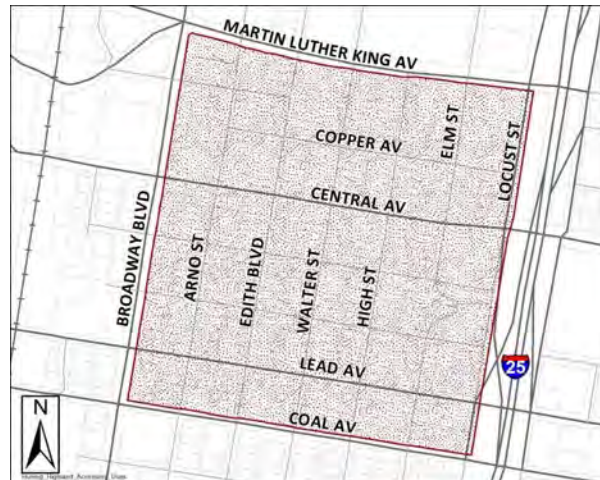 MARTIN LUTHER KING AV
ELM ST
COPPER AV
LOCUST ST
CENTRAL AV
BROADWAY BLVD
ARNO ST
EDITH BLVD
WALTER ST
HIGH ST
LEAD AV
25
COAL AV
N